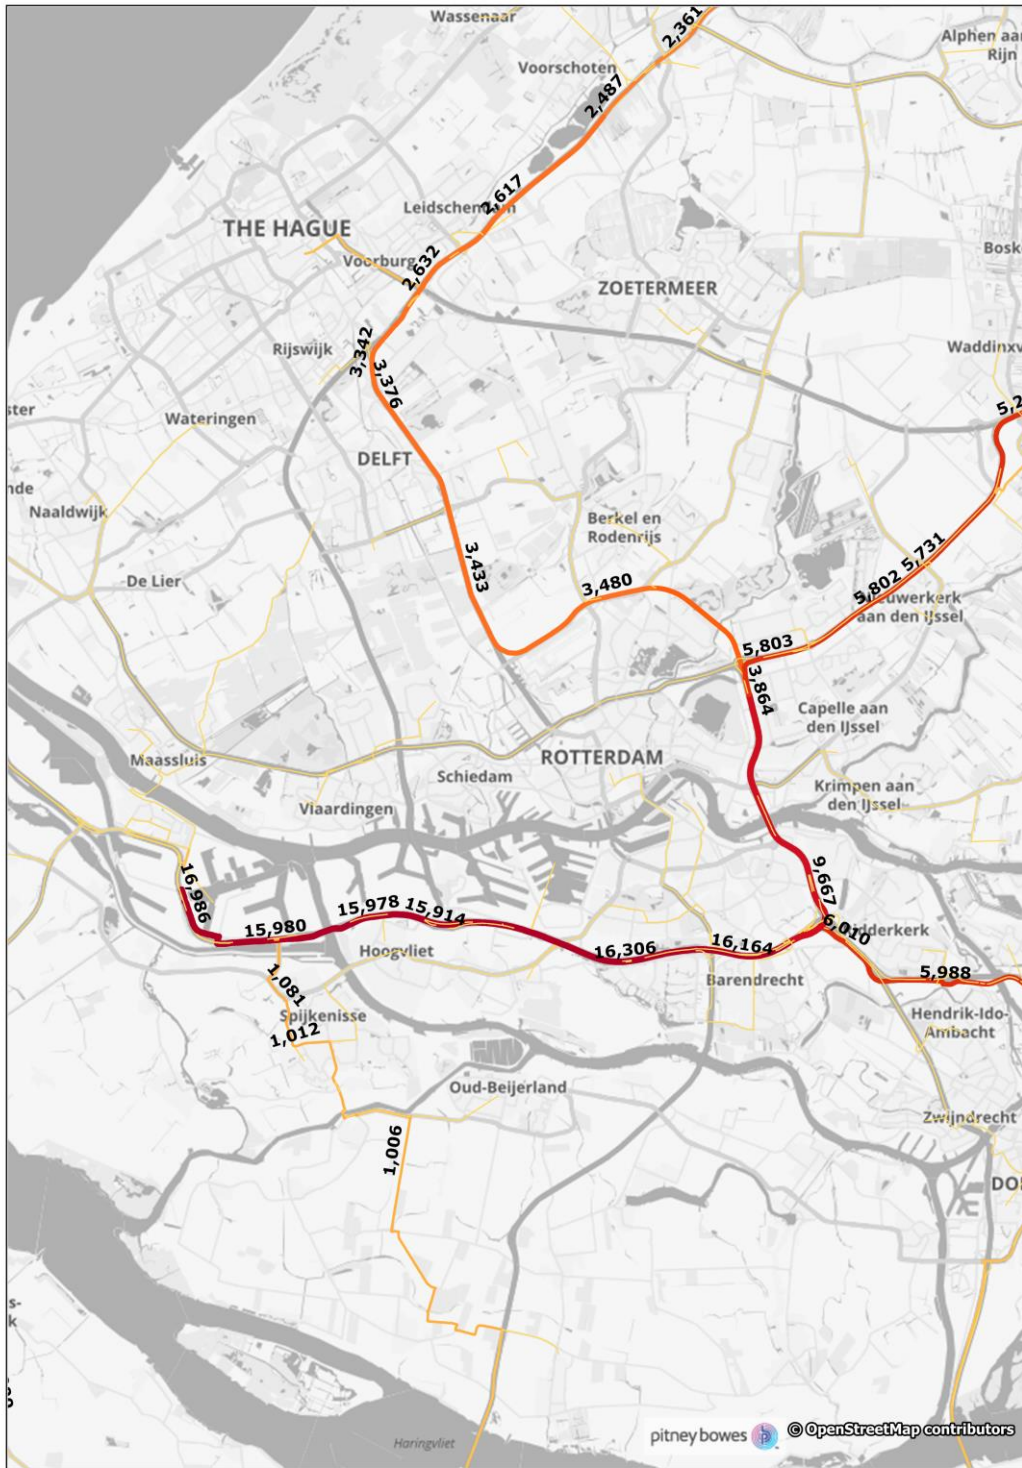 Wassenaar
2,361
Alphen aan
Rijn
Voorschoten
2,487
2,617
Leidschendam
THE HAGUE
Bosk
Voorburg
2,632
ZOETERMEER
3,342
Rijswijk
Waddinxv
3,376
ster
Wateringen
5,2
DELFT
nde
Naaldwijk
Berkel en
Rodenrijs
5,731
3,433
De Lier
3,480
5,802
Nieuwerkerk
aan den IJssel
5,803
3,864
Capelle aan
den IJssel
Maassluis
ROTTERDAM
Schiedam
Krimpen aan
den IJssel
Vlaardingen
9,667
16,986
15,978
15,914
15,980
6,010
Ridderkerk
Hoogvliet
16,306
16,164
1,081
Barendrecht
5,988
Spijkenisse
1,012
Hendrik-Ido-
Ambacht
Oud-Beijerland
Zwijndrecht
1,006
DO
s-
k
Haringvliet
pitney bowes
© OpenStreetMap contributors